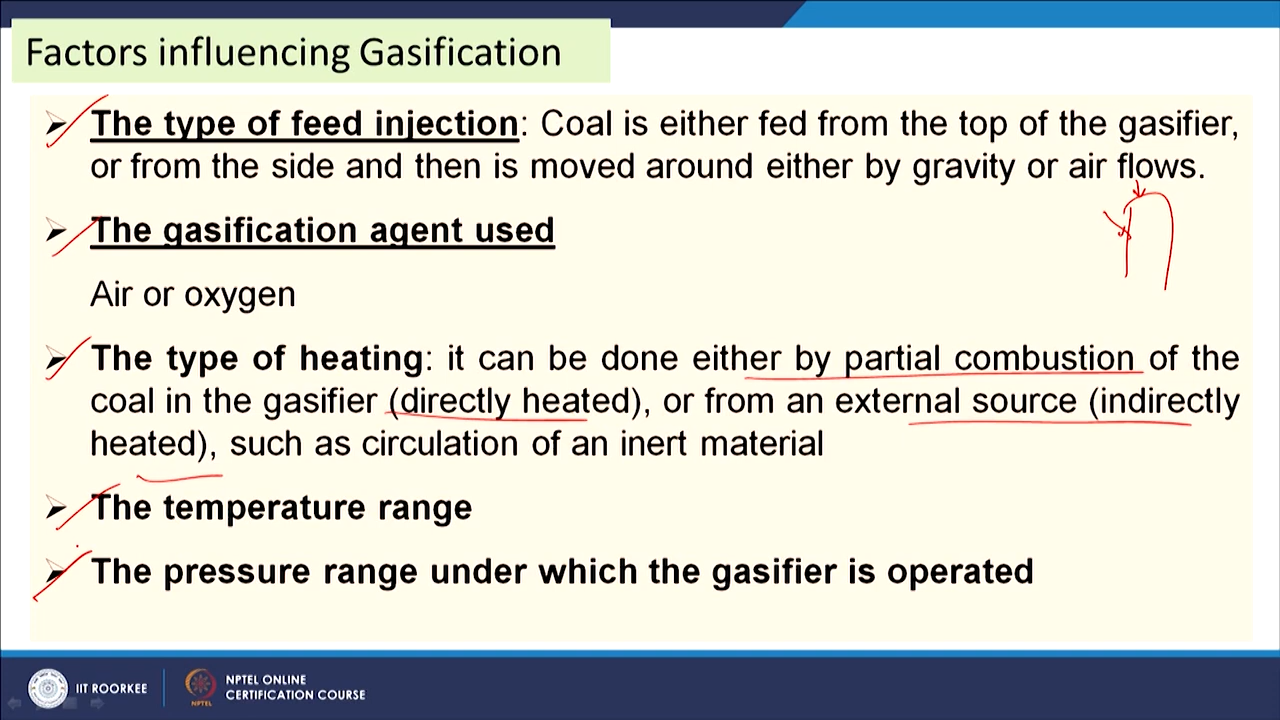 Factors influencing Gasification
➢ The type of feed injection: Coal is either fed from the top of the gasifier,
or from the side and then is moved around either by gravity or air flows.
➢ The gasification agent used
Air or oxygen
➢ The type of heating: it can be done either by partial combustion of the
coal in the gasifier (directly heated), or from an external source (indirectly
heated), such as circulation of an inert material
➢ The temperature range
➢ The pressure range under which the gasifier is operated
IIT ROORKEE
NPTEL
NPTEL ONLINE
CERTIFICATION COURSE